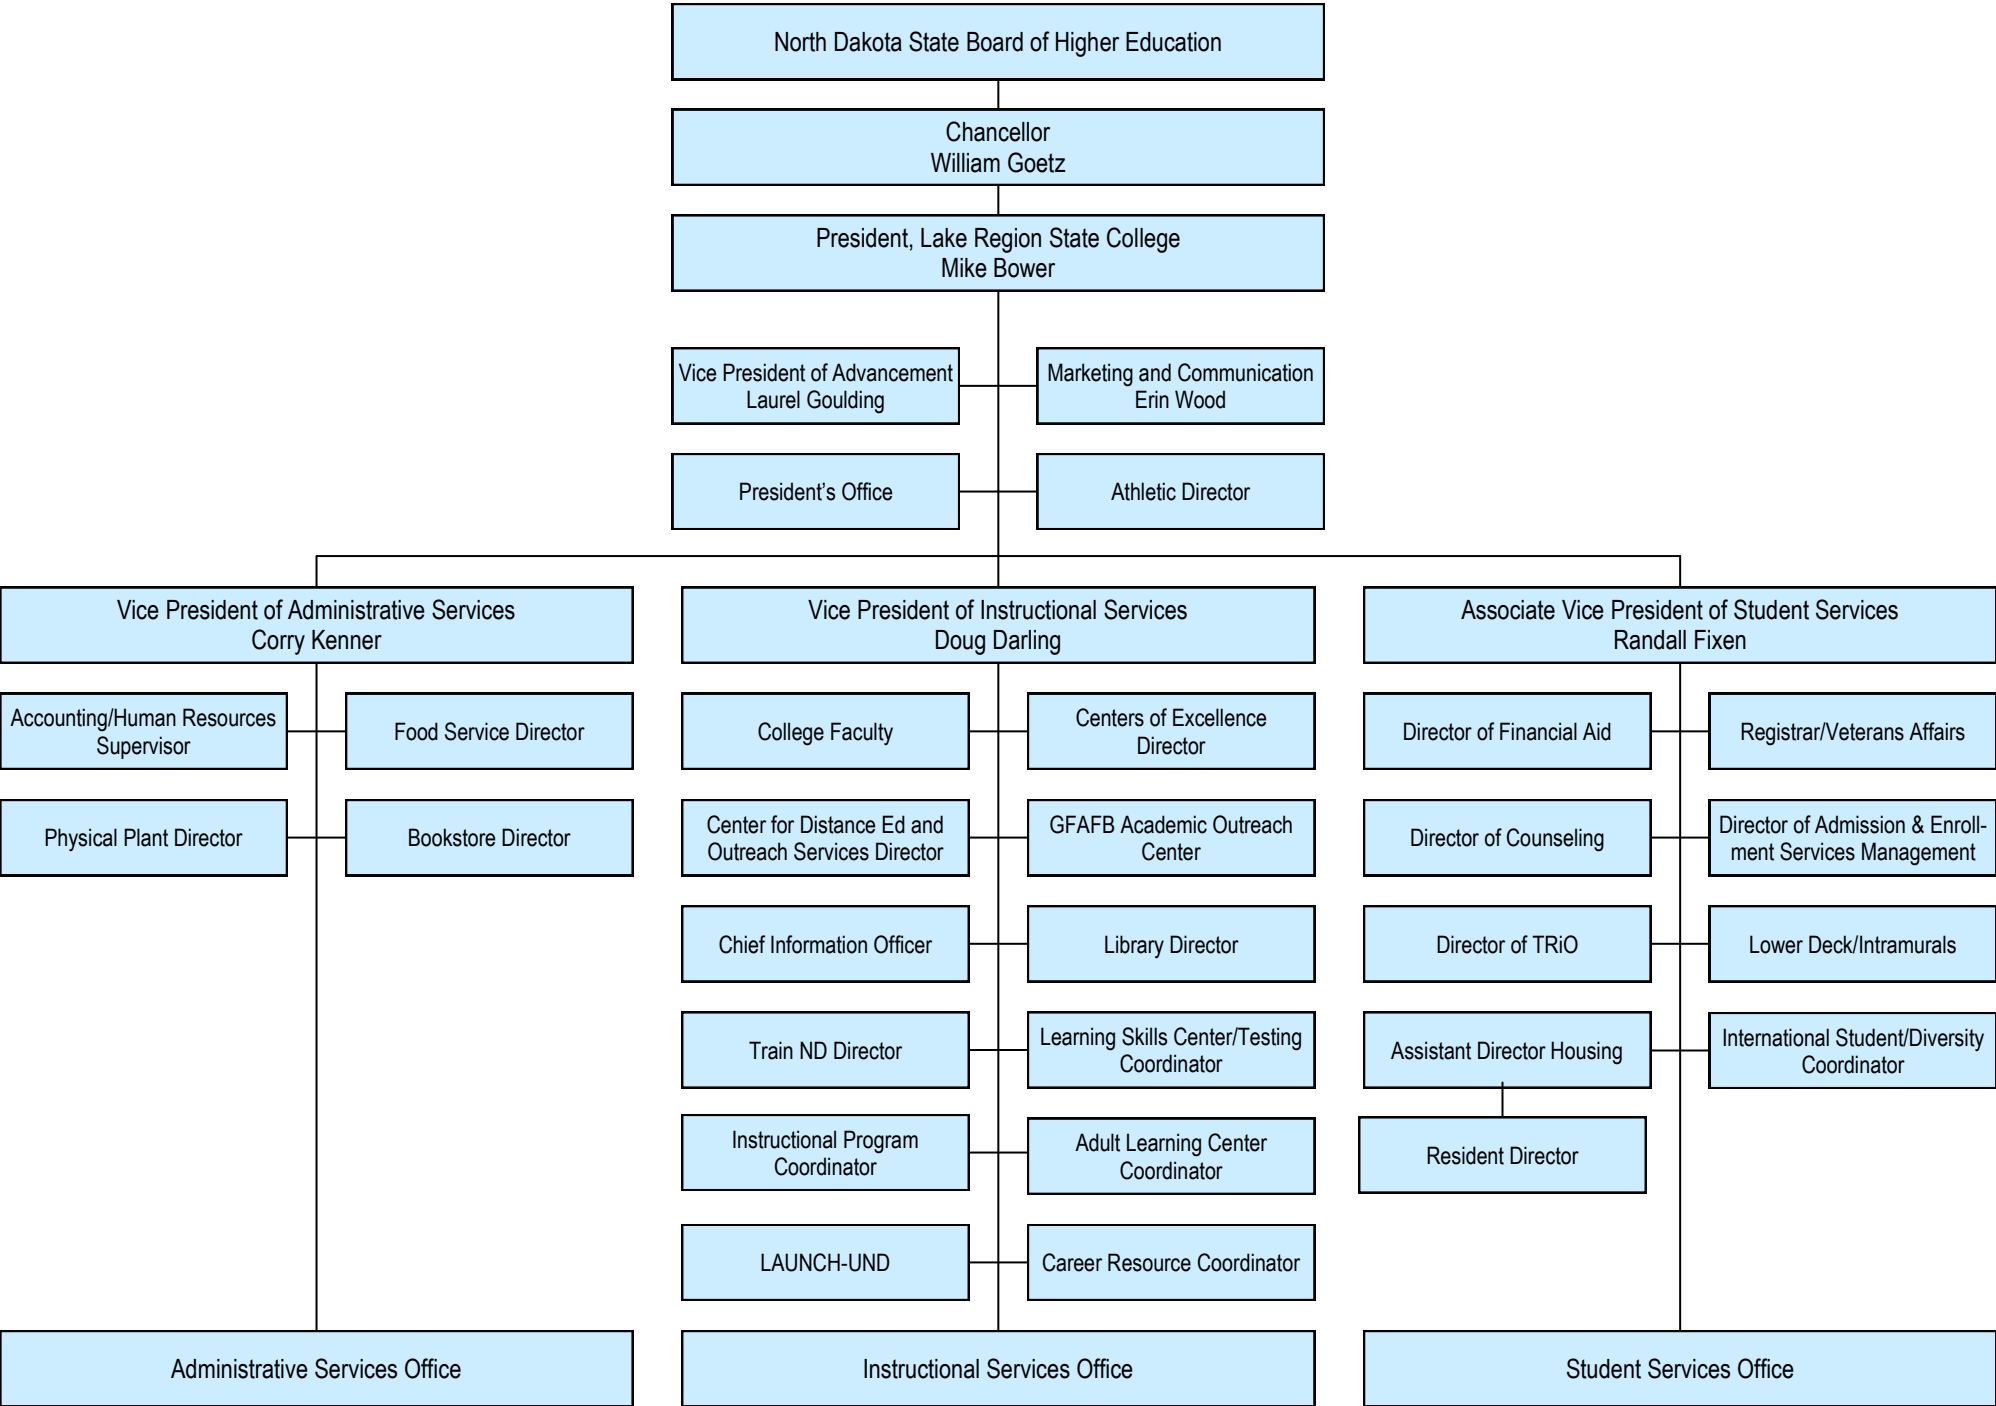 North Dakota State Board of Higher Education
Chancellor
William Goetz
President, Lake Region State College
Mike Bower
Vice President of Advancement
Laurel Goulding
Marketing and Communication
Erin Wood
President’s Office
Athletic Director
Vice President of Administrative Services
Corry Kenner
Vice President of Instructional Services
Doug Darling
Associate Vice President of Student Services
Randall Fixen
Accounting/Human Resources
Supervisor
Food Service Director
Physical Plant Director
Bookstore Director
College Faculty
Centers of Excellence
Director
Center for Distance Ed and
Outreach Services Director
GFAFB Academic Outreach
Center
Chief Information Officer
Library Director
Train ND Director
Learning Skills Center/Testing
Coordinator
Instructional Program
Coordinator
Adult Learning Center
Coordinator
LAUNCH-UND
Career Resource Coordinator
Director of Financial Aid
Registrar/Veterans Affairs
Director of Counseling
Director of Admission & Enroll-
ment Services Management
Director of TRiO
Lower Deck/Intramurals
Assistant Director Housing
International Student/Diversity
Coordinator
Resident Director
Administrative Services Office
Instructional Services Office
Student Services Office